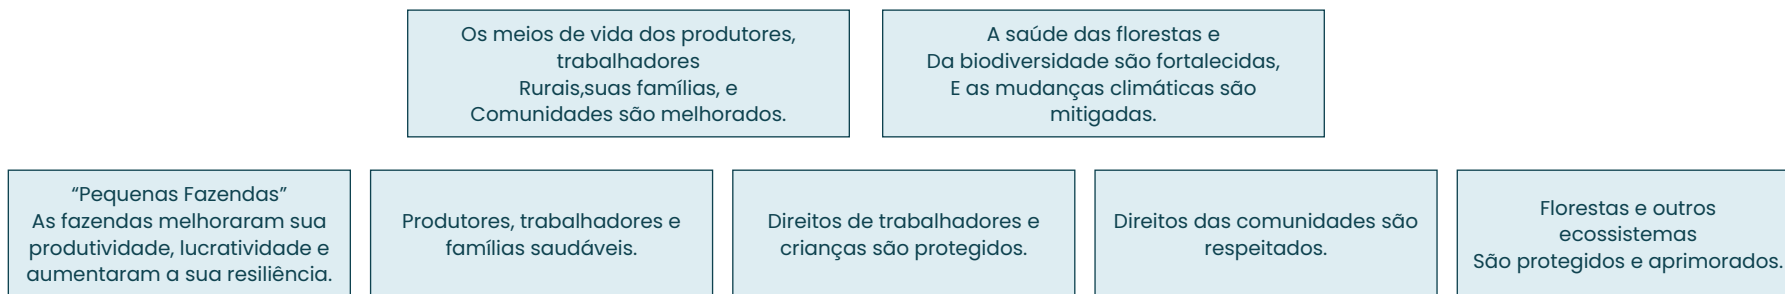 Os meios de vida dos produtores,
trabalhadores
Rurais,suas famílias, e
Comunidades são melhorados.
A saúde das florestas e
Da biodiversidade são fortalecidas,
E as mudanças climáticas são
mitigadas.
“Pequenas Fazendas”
As fazendas melhoraram sua
produtividade, lucratividade e
aumentaram a sua resiliência.
Produtores, trabalhadores e
famílias saudáveis.
Direitos de trabalhadores e
crianças são protegidos.
Direitos das comunidades são
respeitados.
Florestas e outros
ecossistemas
São protegidos e aprimorados.